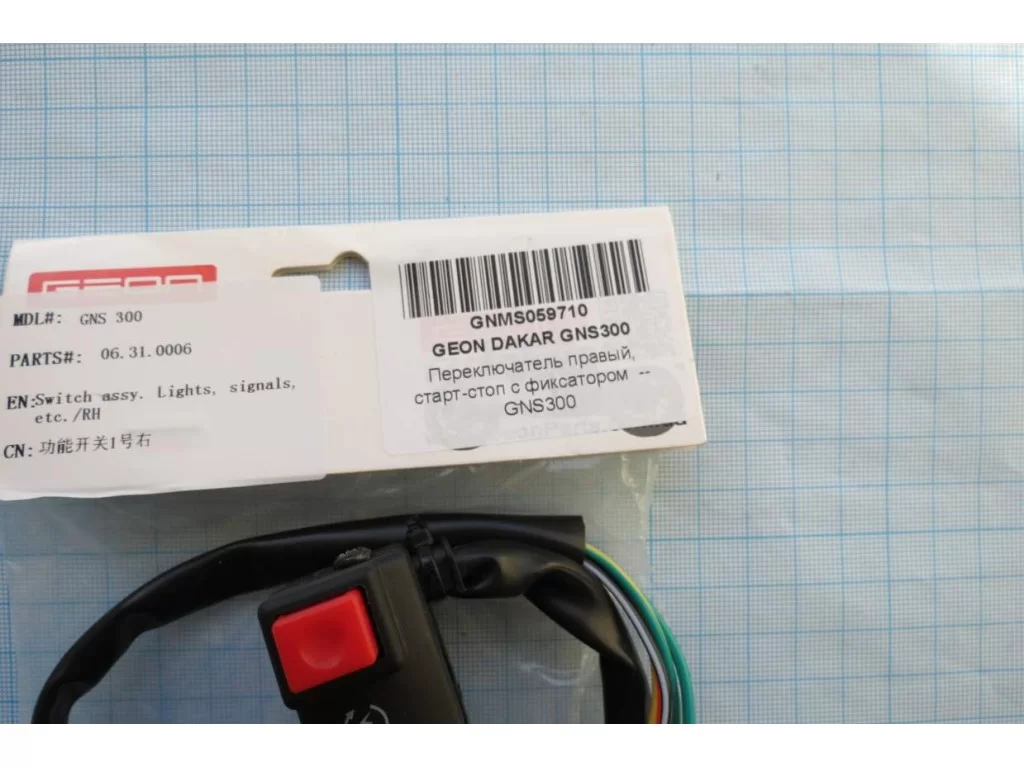 GEON
MDL#: GNS 300
PARTS#: 06.31.0006
EN:Switch assy. Lights, signals,
etc./RH
CN: 功能开关1号右
GNMS059710
GEON DAKAR GNS300
Переключатель правый,
старт-стоп с фиксатором --
GNS300